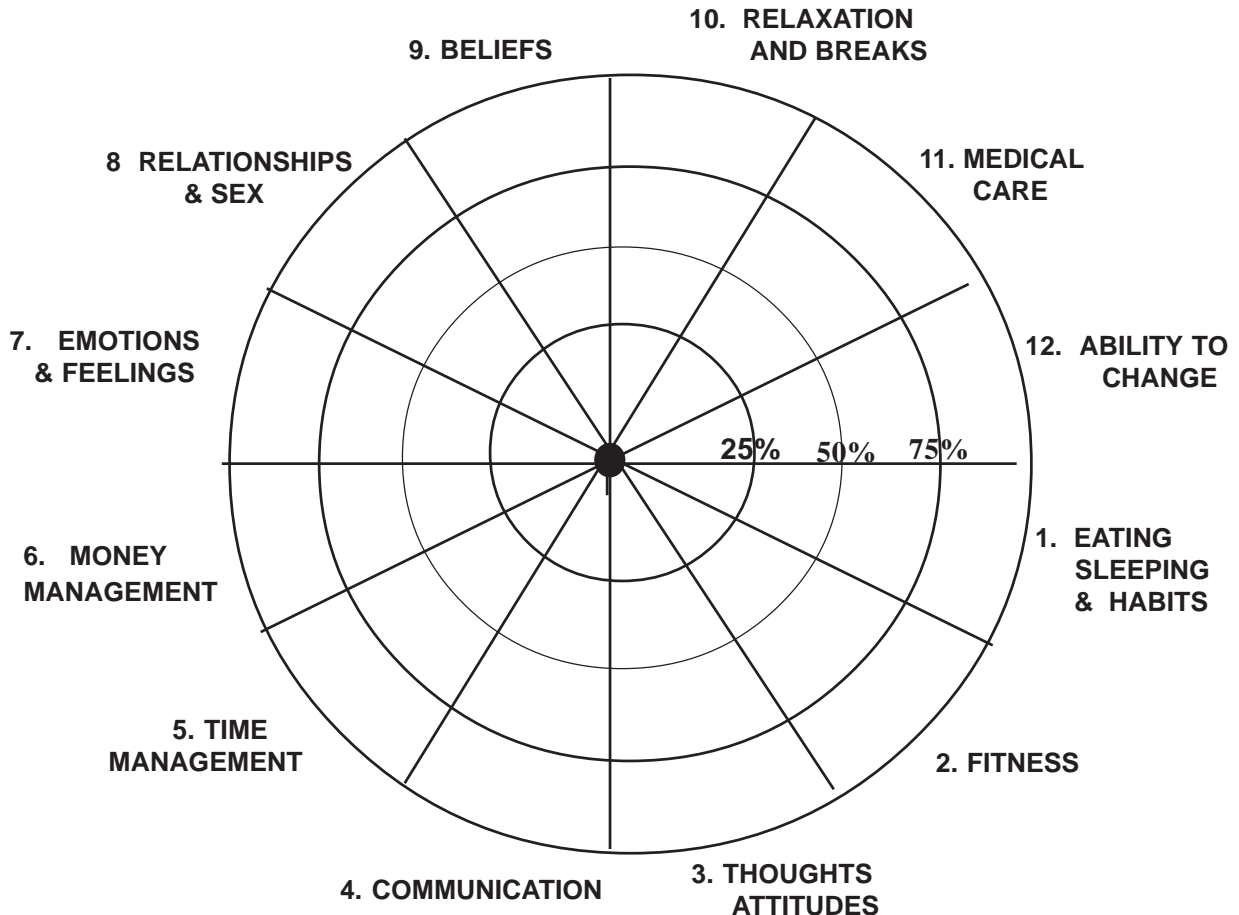 10. RELAXATION
AND BREAKS
9. BELIEFS
11. MEDICAL
CARE
8 RELATIONSHIPS
& SEX
7. EMOTIONS
& FEELINGS
12. ABILITY TO
CHANGE
25% 50% 75%
6. MONEY
MANAGEMENT
1. EATING
SLEEPING
& HABITS
5. TIME
MANAGEMENT
2. FITNESS
4. COMMUNICATION
3. THOUGHTS
ATTITUDES